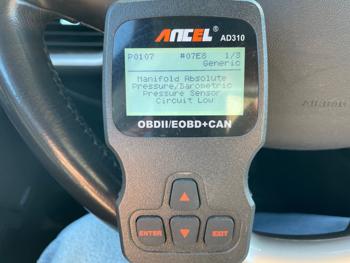 ANCEL
AD310
P0107 #07E8 1/3
Generic
Manifold Absolute
Pressure/Barometric
Pressure Sensor
Circuit Low
OBDII/EOBD+CAN
ENTER
EXIT
AIRBAG